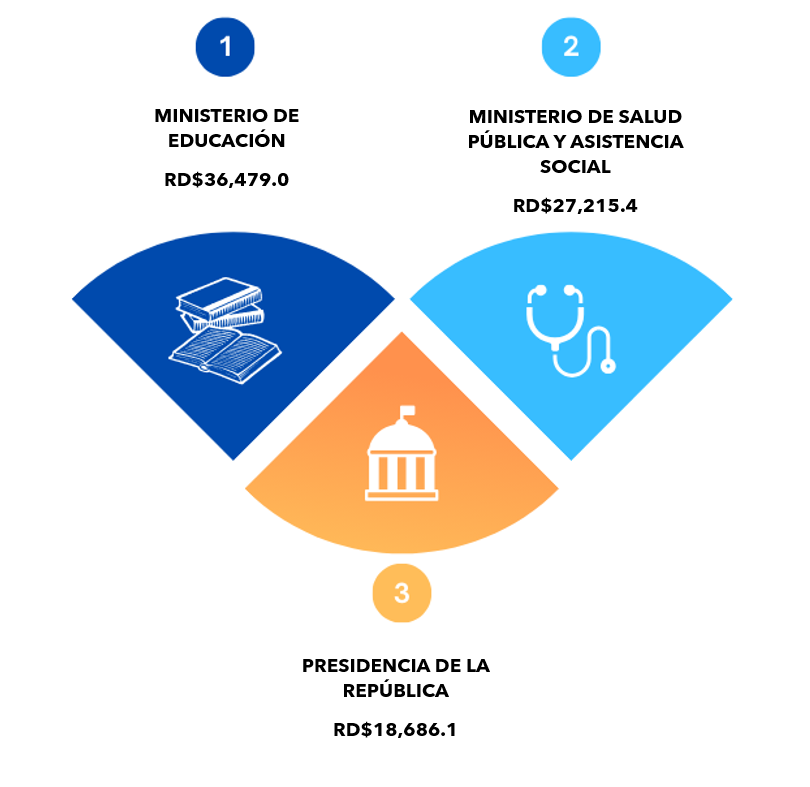 1
MINISTERIO DE
EDUCACIÓN
RD$36,479.0
2
MINISTERIO DE SALUD
PÚBLICA Y ASISTENCIA
SOCIAL
RD$27,215.4
3
PRESIDENCIA DE LA
REPÚBLICA
RD$18,686.1